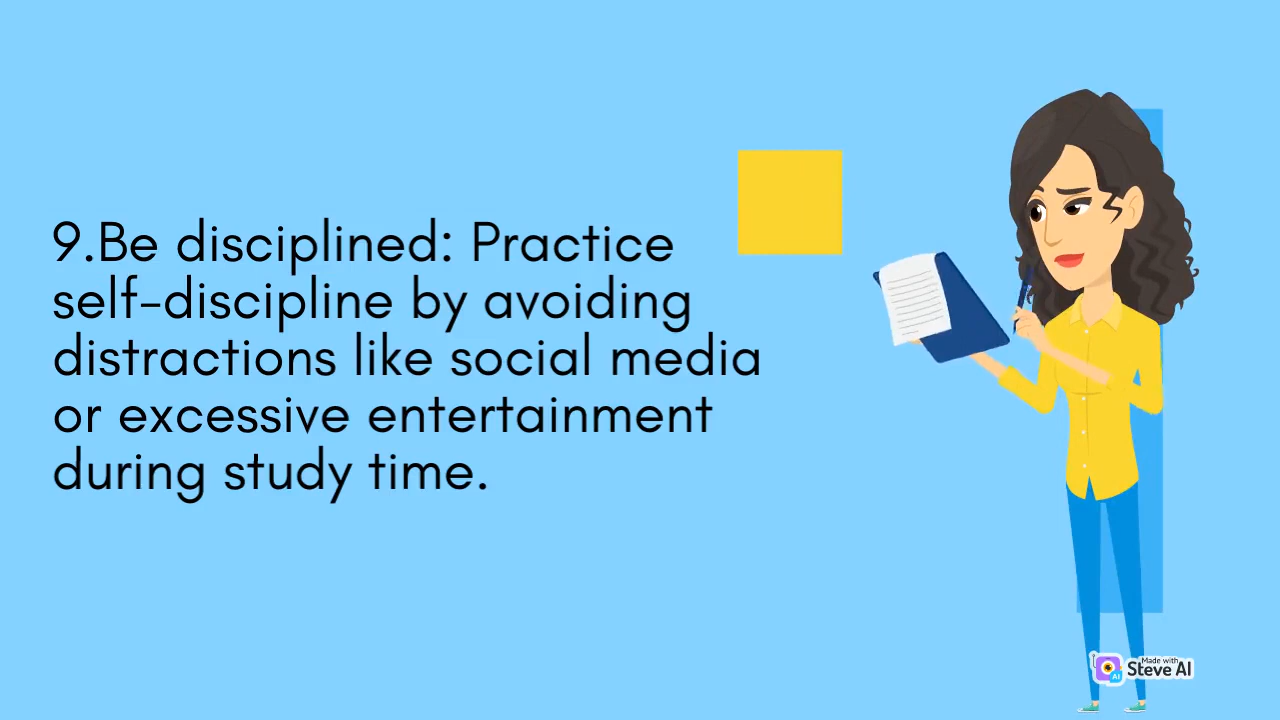 9.Be disciplined: Practice
self-discipline by avoiding
distractions like social media
or excessive entertainment
during study time.
Made with
Steve AI
AI